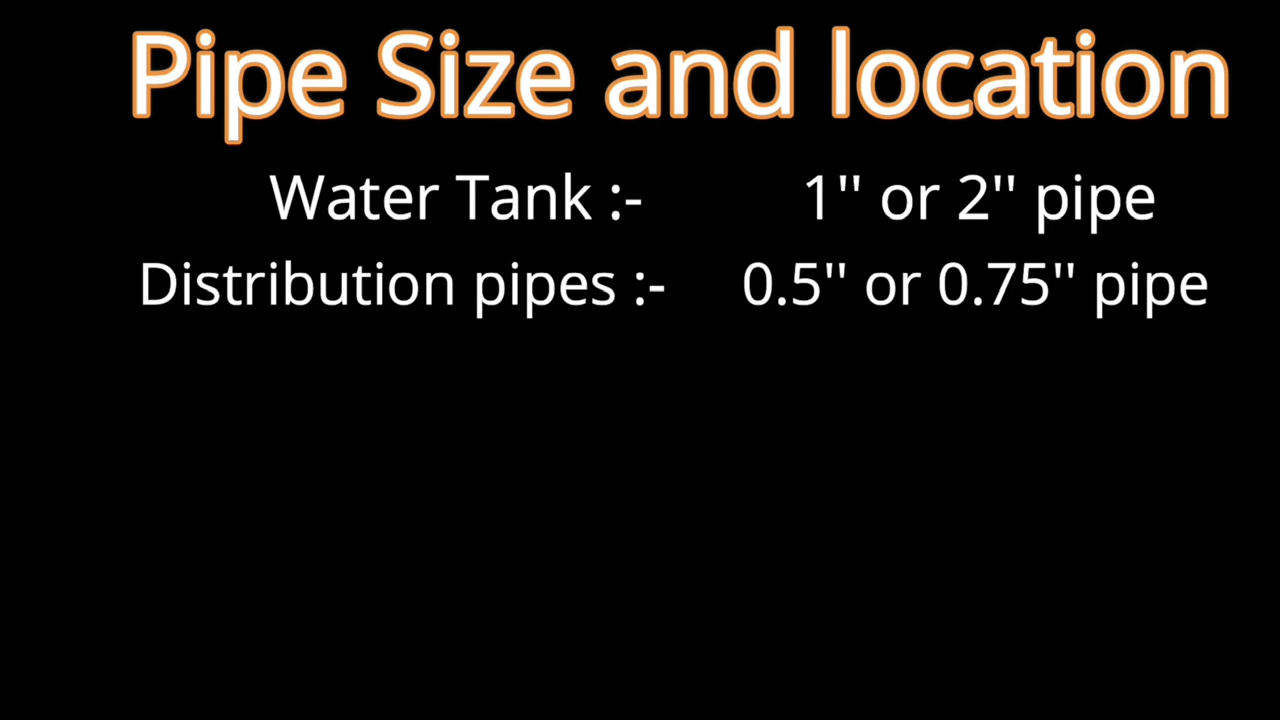 Pipe Size and location
Water Tank :- 1'' or 2'' pipe
Distribution pipes :- 0.5'' or 0.75'' pipe